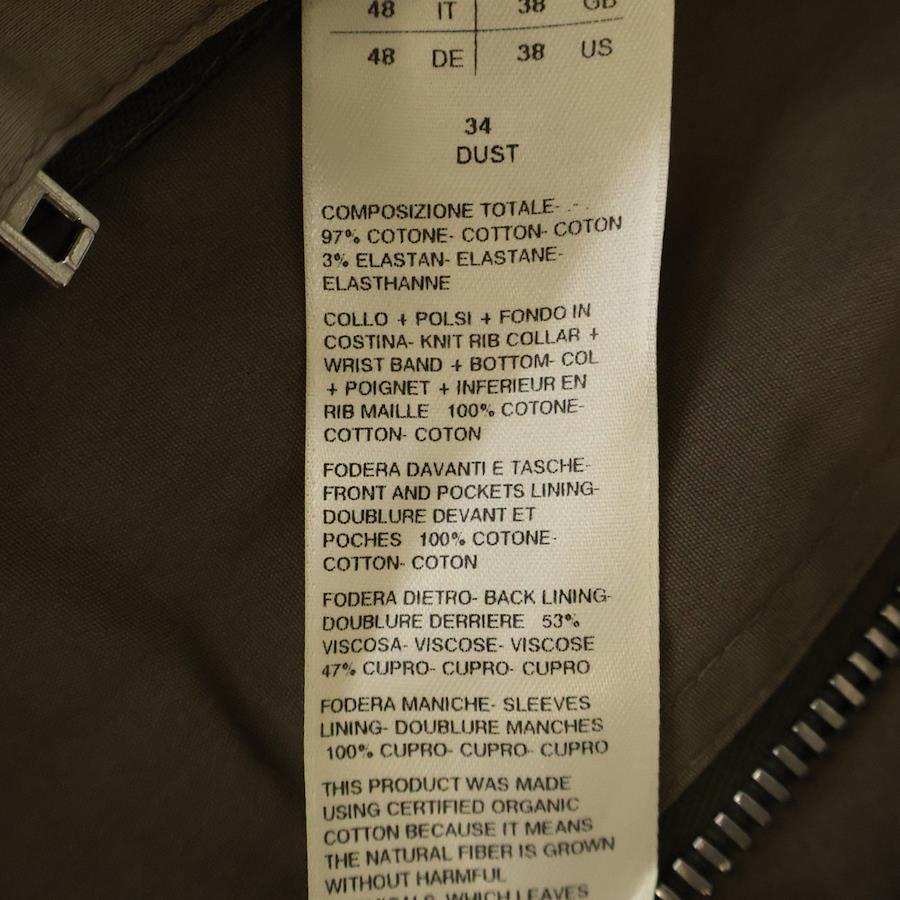 48 IT 38 GB
48 DE 38 US
34
DUST
COMPOSIZIONE TOTALE- .- .
97% COTONE- COTTON- COTON
3% ELASTAN- ELASTANE-
ELASTHANNE
COLLO + POLSI + FONDO IN
COSTINA- KNIT RIB COLLAR +
WRIST BAND + BOTTOM- COL
+ POIGNET + INFERIEUR EN
RIB MAILLE 100% COTONE-
COTTON- COTON
FODERA DAVANTI E TASCHE-
FRONT AND POCKETS LINING-
DOUBLURE DEVANT ET
POCHES 100% COTONE-
COTTON- COTON
FODERA DIETRO- BACK LINING-
DOUBLURE DERRIERE 53%
VISCOSA- VISCOSE- VISCOSE
47% CUPRO- CUPRO- CUPRO
FODERA MANICHE- SLEEVES
LINING- DOUBLURE MANCHES
100% CUPRO- CUPRO- CUPRO
THIS PRODUCT WAS MADE
USING CERTIFIED ORGANIC
COTTON BECAUSE IT MEANS
THE NATURAL FIBER IS GROWN
WITHOUT HARMFUL
WHICH LEAVES